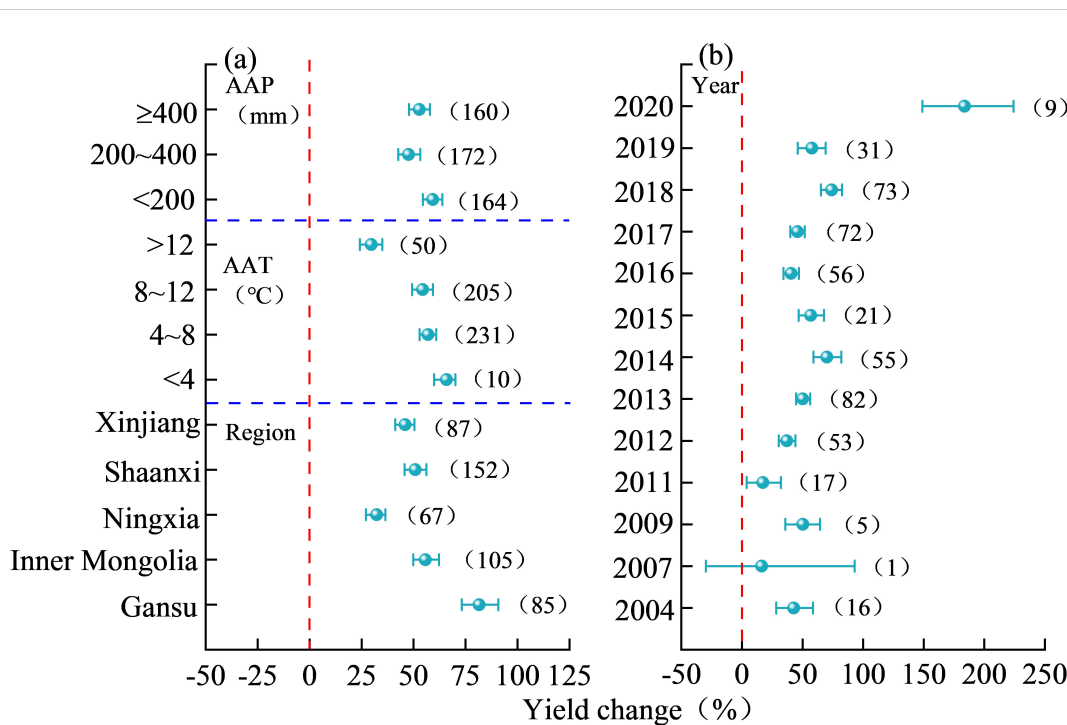 (a)
AAP
（mm）
≥400 （160）
200~400 （172）
<200 （164）
>12 （50）
AAT
（℃）
8~12 （205）
4~8 （231）
<4 （10）
Xinjiang （87）
Region
Shaanxi （152）
Ningxia （67）
Inner Mongolia （105）
Gansu （85）
-50 -25 0 25 50 75 100 125
(b)
Year
2020 （9）
2019 （31）
2018 （73）
2017 （72）
2016 （56）
2015 （21）
2014 （55）
2013 （82）
2012 （53）
2011 （17）
2009 （5）
2007 （1）
2004 （16）
-50 0 50 100 150 200 250
Yield change（%）